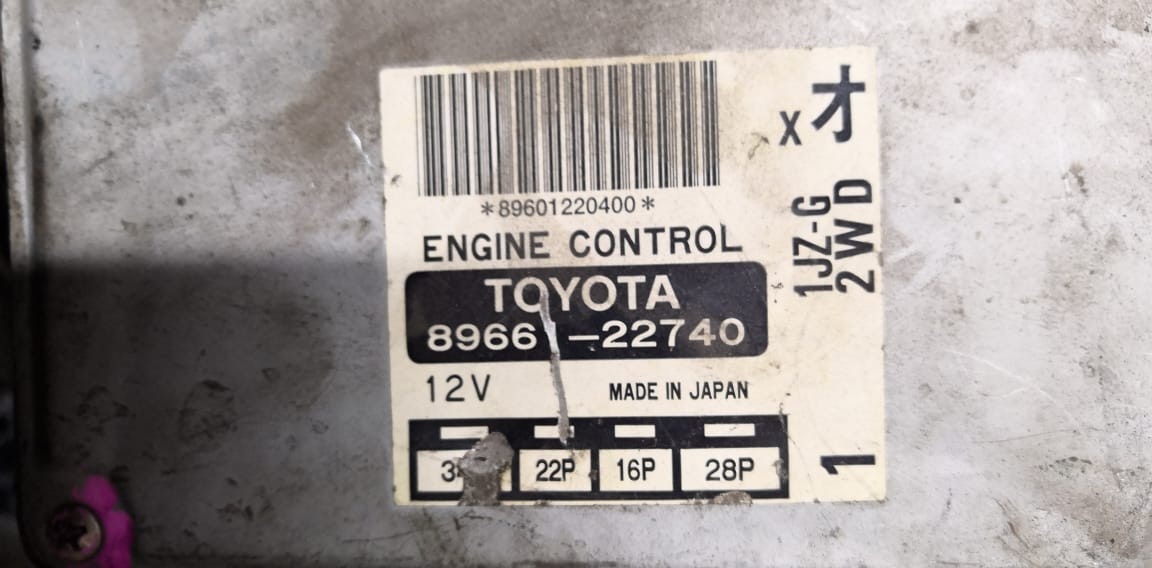 *89601220400*
ENGINE CONTROL
TOYOTA
8966 -22740
12V MADE IN JAPAN
22P 16P 28P
X オ
1JZ-G
2WD
1